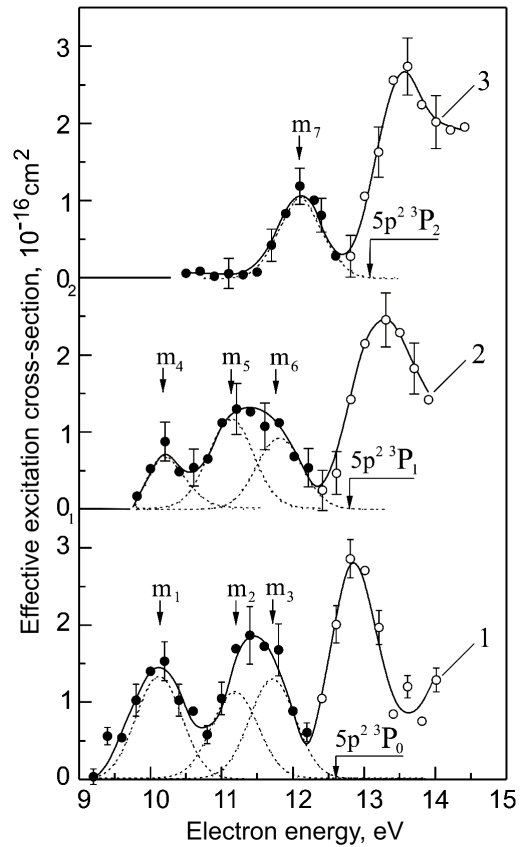 3
2
1
0
m₇
3
5p² ³P₂
2
1
0
m₄
m₅
m₆
2
5p² ³P₁
1
3
2
1
0
m₁
m₂
m₃
1
5p² ³P₀
9
10
11
12
13
14
15
Electron energy, eV
Effective excitation cross-section, 10⁻¹⁶cm²